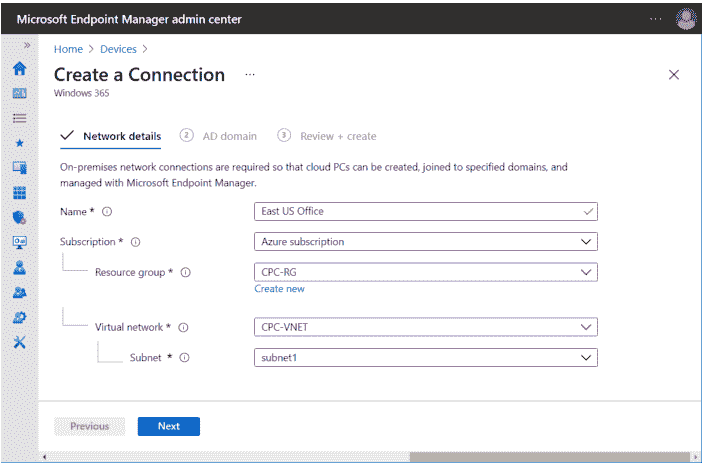 Microsoft Endpoint Manager admin center ...
»
Home > Devices >
Create a Connection ...
Windows 365
Network details 2 AD domain 3 Review + create
On-premises network connections are required so that cloud PCs can be created, joined to specified domains, and
managed with Microsoft Endpoint Manager.
Name * East US Office
Subscription * Azure subscription
Resource group * CPC-RG
Create new
Virtual network * CPC-VNET
Subnet * subnet1
Previous Next